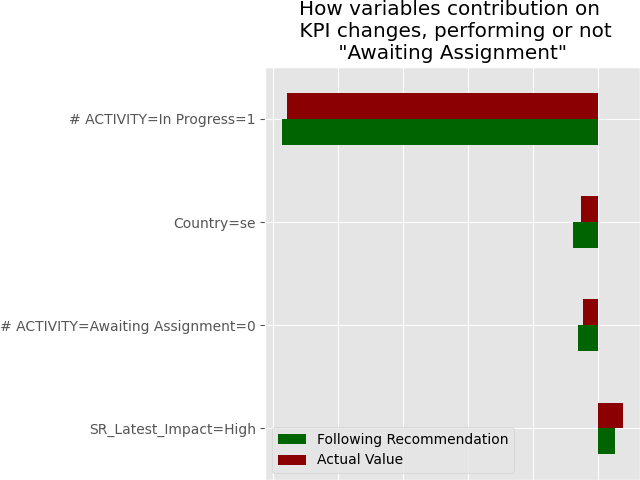 How variables contribution on
KPI changes, performing or not
"Awaiting Assignment"
# ACTIVITY=In Progress=1
Country=se
# ACTIVITY=Awaiting Assignment=0
SR_Latest_Impact=High
Following Recommendation
Actual Value